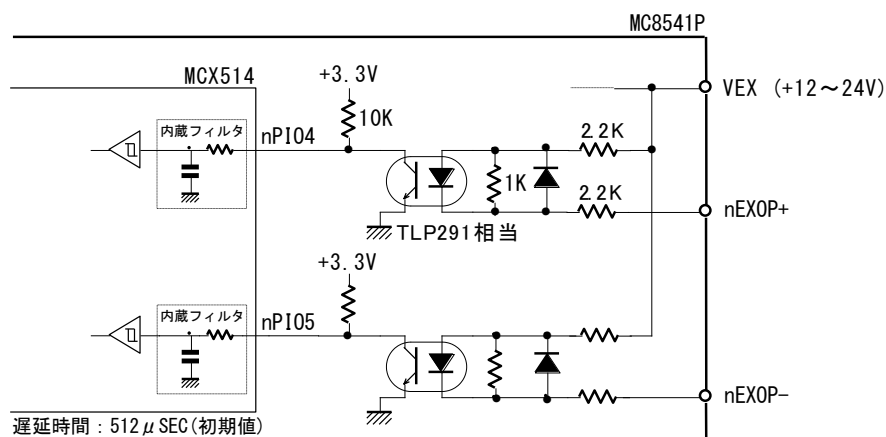 MC8541P
MCX514
+3.3V
VEX (+12~24V)
内蔵フィルタ
nPIO4
10K
2.2K
1K
2.2K
nEXOP+
TLP291相当
+3.3V
内蔵フィルタ
nPIO5
nEXOP-
遅延時間:512μSEC(初期値)